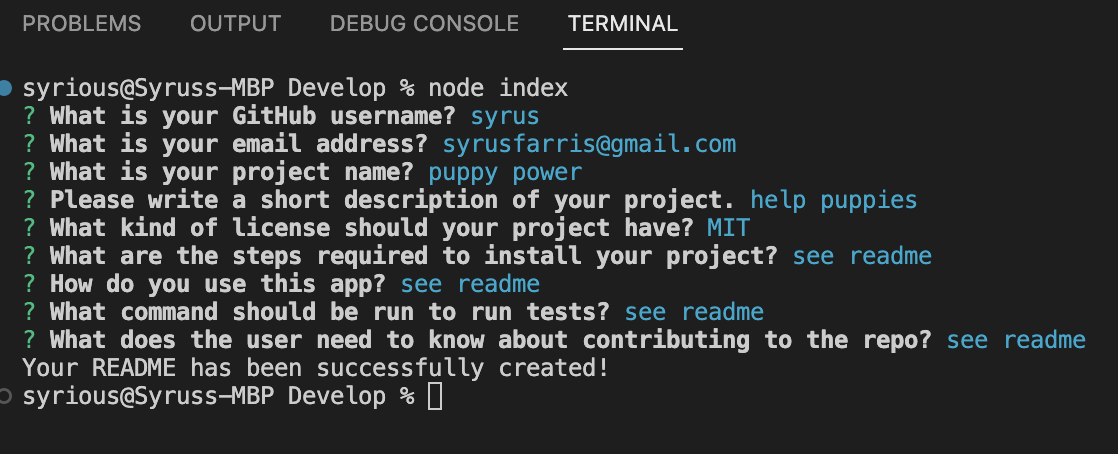 PROBLEMS OUTPUT DEBUG CONSOLE TERMINAL
syrious@Syruss-MBP Develop % node index
? What is your GitHub username? syrus
? What is your email address? syrusfarris@gmail.com
? What is your project name? puppy power
? Please write a short description of your project. help puppies
? What kind of license should your project have? MIT
? What are the steps required to install your project? see readme
? How do you use this app? see readme
? What command should be run to run tests? see readme
? What does the user need to know about contributing to the repo? see readme
Your README has been successfully created!
syrious@Syruss-MBP Develop %